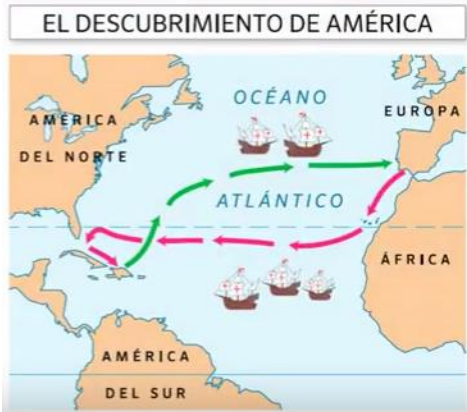 EL DESCUBRIMIENTO DE AMÉRICA
OCÉANO
EUROPA
AMÉRICA
DEL NORTE
ATLÁNTICO
ÁFRICA
AMÉRICA
DEL SUR